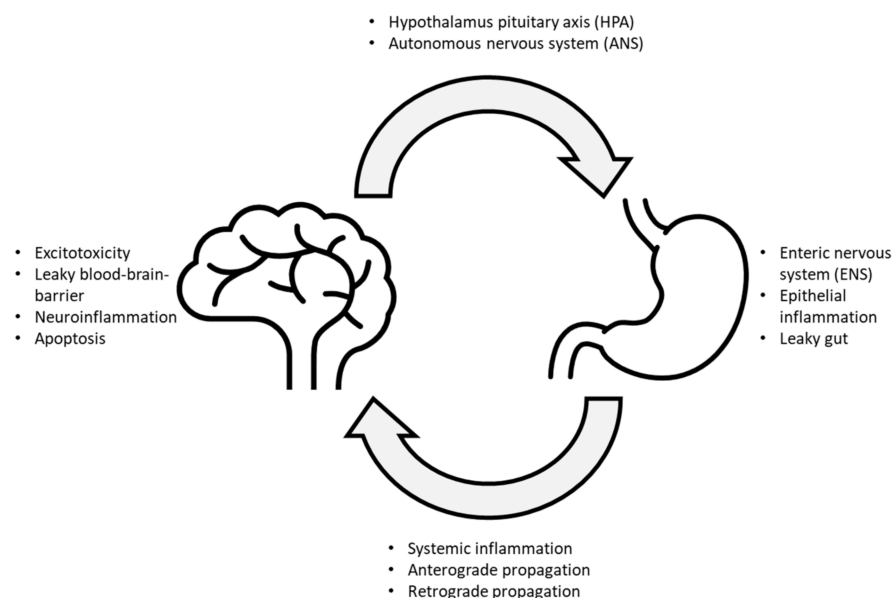 • Hypothalamus pituitary axis (HPA)
• Autonomous nervous system (ANS)
• Excitotoxicity
• Leaky blood-brain-
barrier
• Neuroinflammation
• Apoptosis
• Enteric nervous
system (ENS)
• Epithelial
inflammation
• Leaky gut
• Systemic inflammation
• Anterograde propagation
• Retrograde propagation